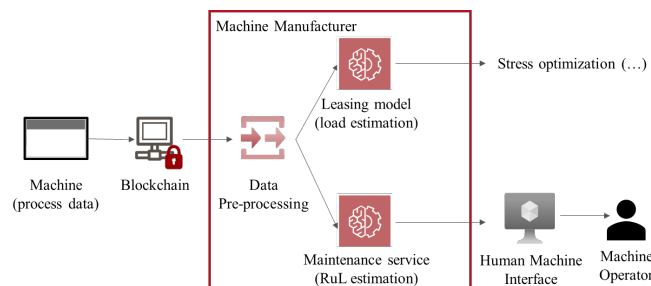 Machine Manufacturer
Leasing model
(load estimation)
Stress optimization (…)
Machine
(process data)
Blockchain
Data
Pre-processing
Maintenance service
(RuL estimation)
Human Machine
Interface
Machine
Operator